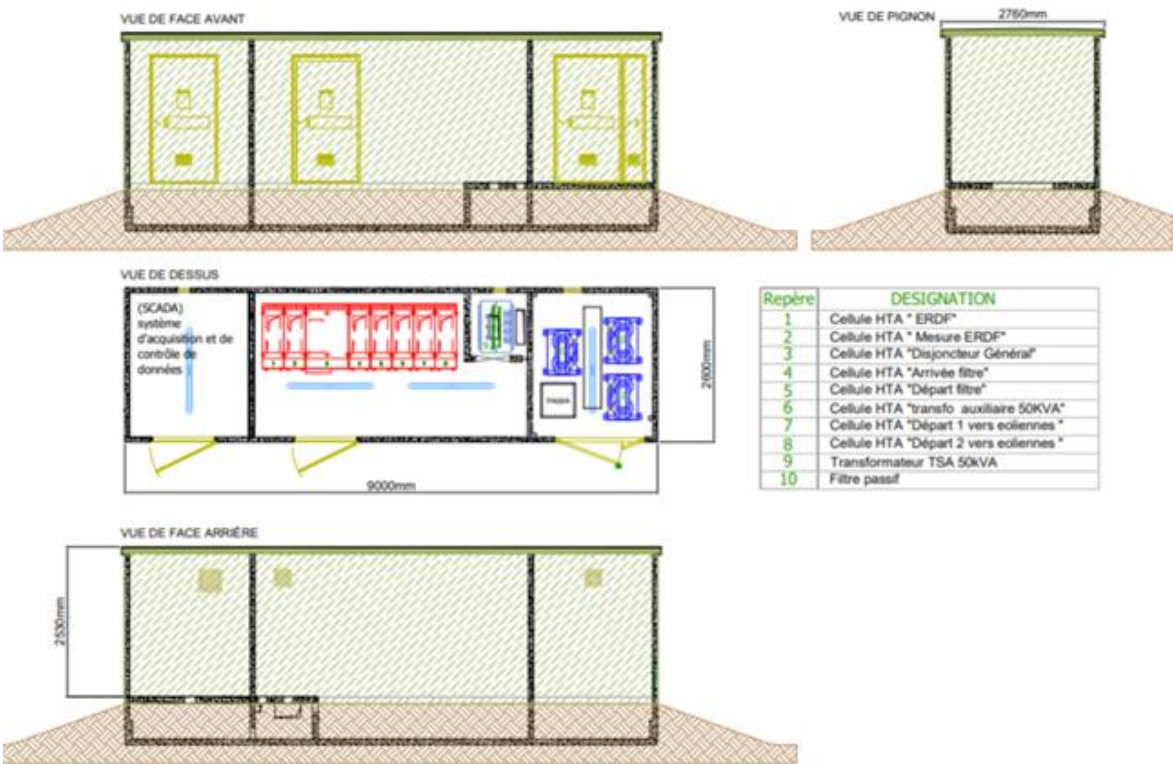 VUE DE FACE AVANT
VUE DE PIGNON
2760mm
VUE DE DESSUS
(SCADA)
système
d'acquisition et de
contrôle de
données
2600mm
9000mm
Repère DESIGNATION
1 Cellule HTA " ERDF"
2 Cellule HTA " Mesure ERDF"
3 Cellule HTA "Disjoncteur Général"
4 Cellule HTA "Arrivée filtre"
5 Cellule HTA "Départ filtre"
6 Cellule HTA "transfo auxiliaire 50KVA"
7 Cellule HTA "Départ 1 vers eoliennes "
8 Cellule HTA "Départ 2 vers eoliennes "
9 Transformateur TSA 50kVA
10 Filtre passif
VUE DE FACE ARRIÈRE
2530mm